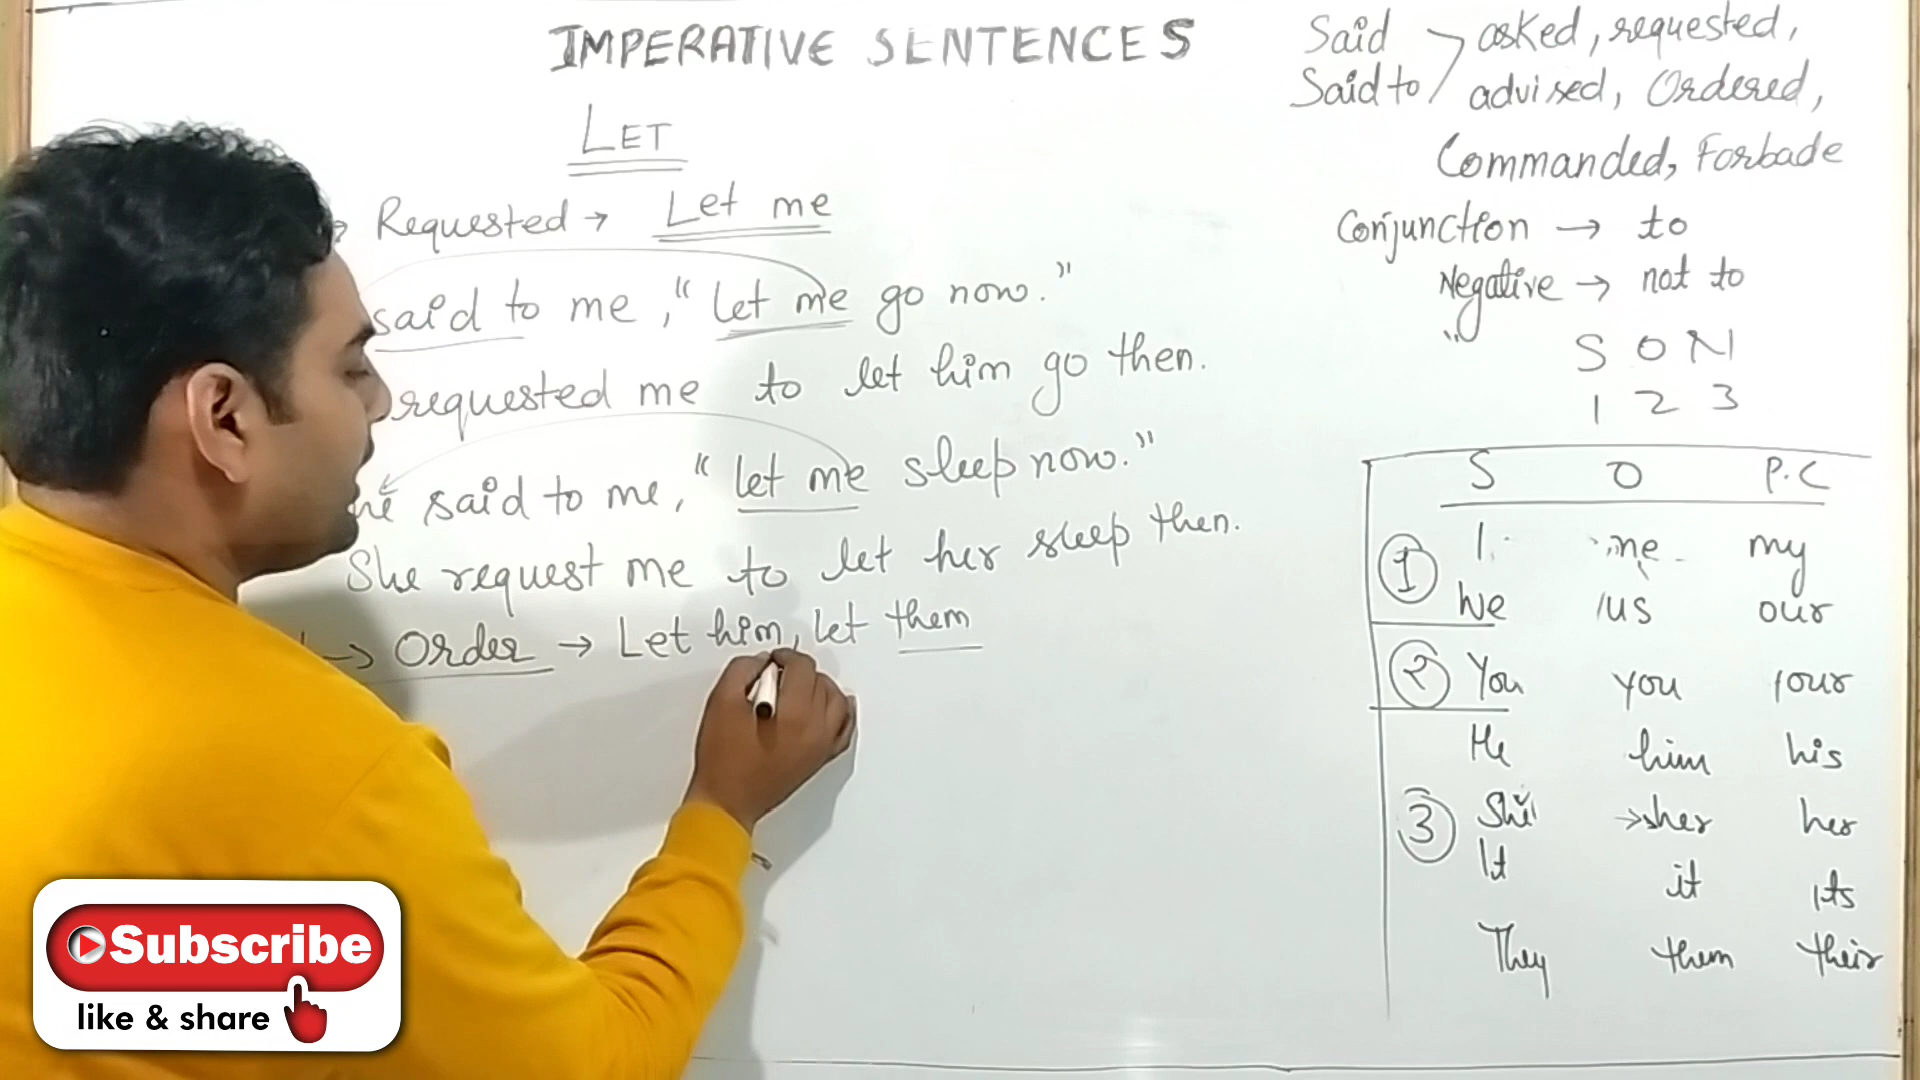 IMPERATIVE SENTENCES
LET
Requested → Let me
said to me, “let me go now.”
requested me to let him go then.
he said to me, “let me sleep now.”
She request me to let her sleep then.
→ Order → Let him, let them
Said
Said to
asked, requested,
advised, Ordered,
Commanded, Forbade
Conjunction → to
Negative → not to
S O N
1 2 3
S O P.C
1 I me my
We us our
2 You you your
He him his
3 She → her her
It it its
They them their
Subscribe
like & share